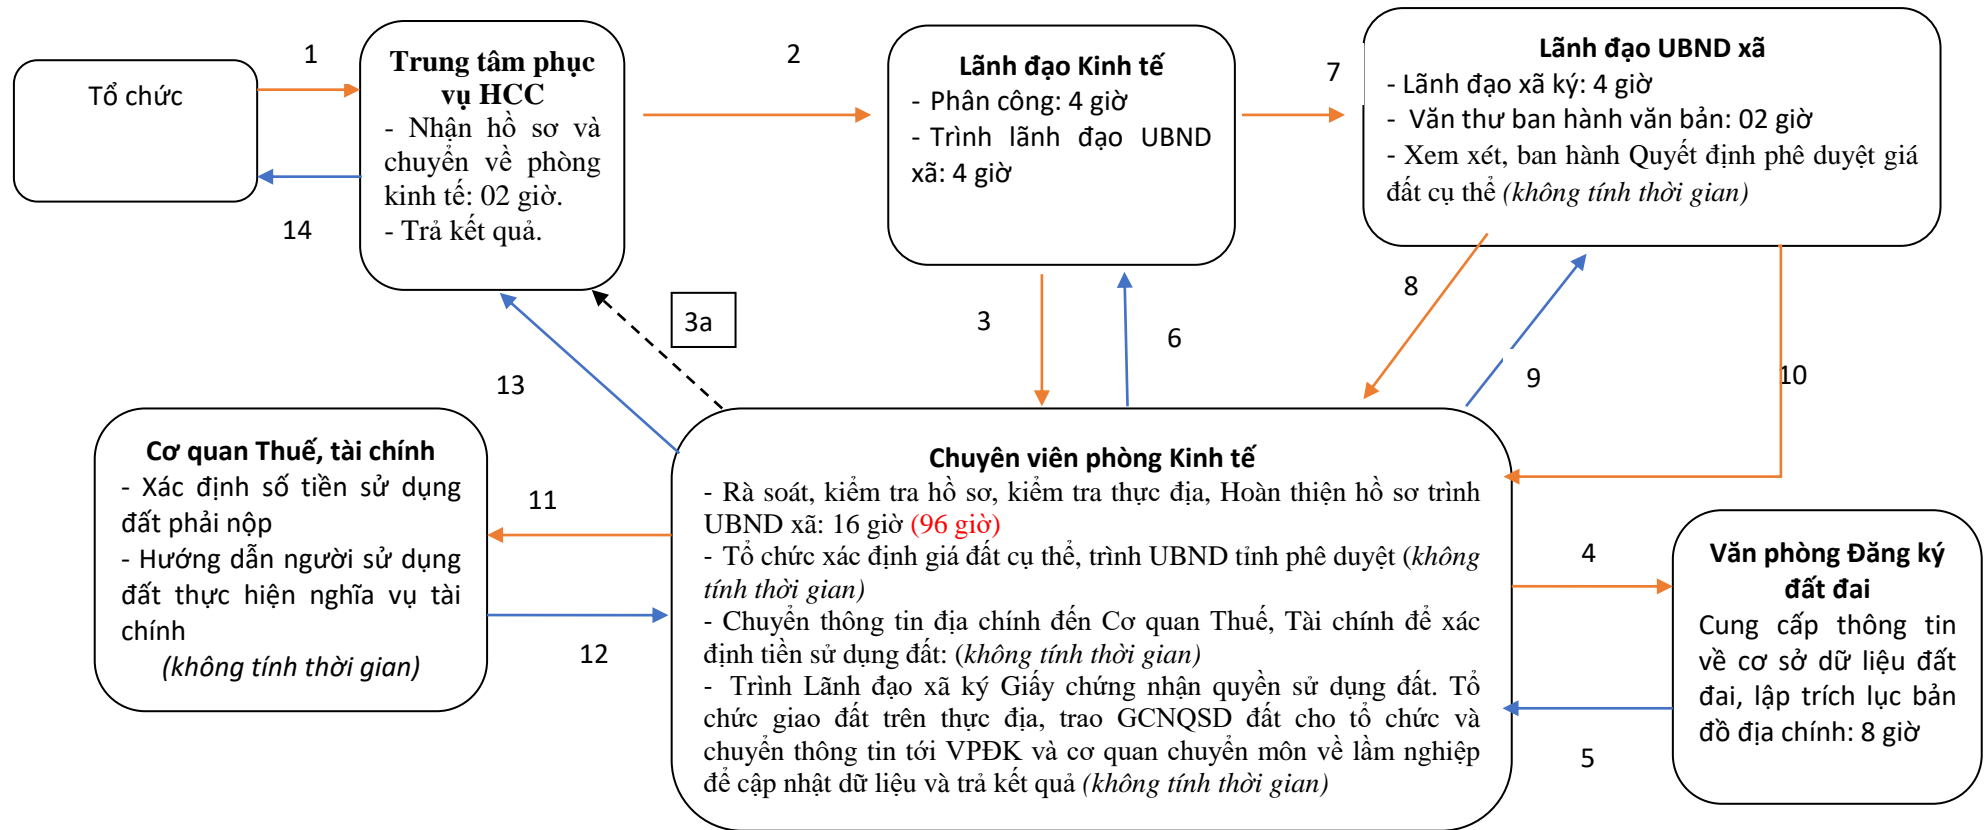 Tổ chức
1
14
Trung tâm phục
vụ HCC
- Nhận hồ sơ và
chuyển về phòng
kinh tế: 02 giờ.
- Trả kết quả.
2
Lãnh đạo Kinh tế
- Phân công: 4 giờ
- Trình lãnh đạo UBND
xã: 4 giờ
7
Lãnh đạo UBND xã
- Lãnh đạo xã ký: 4 giờ
- Văn thư ban hành văn bản: 02 giờ
- Xem xét, ban hành Quyết định phê duyệt giá
đất cụ thể (không tính thời gian)
3a
3
6
8
9
10
13
Cơ quan Thuế, tài chính
- Xác định số tiền sử dụng
đất phải nộp
- Hướng dẫn người sử dụng
đất thực hiện nghĩa vụ tài
chính
(không tính thời gian)
11
12
Chuyên viên phòng Kinh tế
- Rà soát, kiểm tra hồ sơ, kiểm tra thực địa, Hoàn thiện hồ sơ trình
UBND xã: 16 giờ (96 giờ)
- Tổ chức xác định giá đất cụ thể, trình UBND tỉnh phê duyệt (không
tính thời gian)
- Chuyển thông tin địa chính đến Cơ quan Thuế, Tài chính để xác
định tiền sử dụng đất: (không tính thời gian)
- Trình Lãnh đạo xã ký Giấy chứng nhận quyền sử dụng đất. Tổ
chức giao đất trên thực địa, trao GCNQSD đất cho tổ chức và
chuyển thông tin tới VPĐK và cơ quan chuyển môn về lầm nghiệp
để cập nhật dữ liệu và trả kết quả (không tính thời gian)
4
5
Văn phòng Đăng ký
đất đai
Cung cấp thông tin
về cơ sở dữ liệu đất
đai, lập trích lục bản
đồ địa chính: 8 giờ